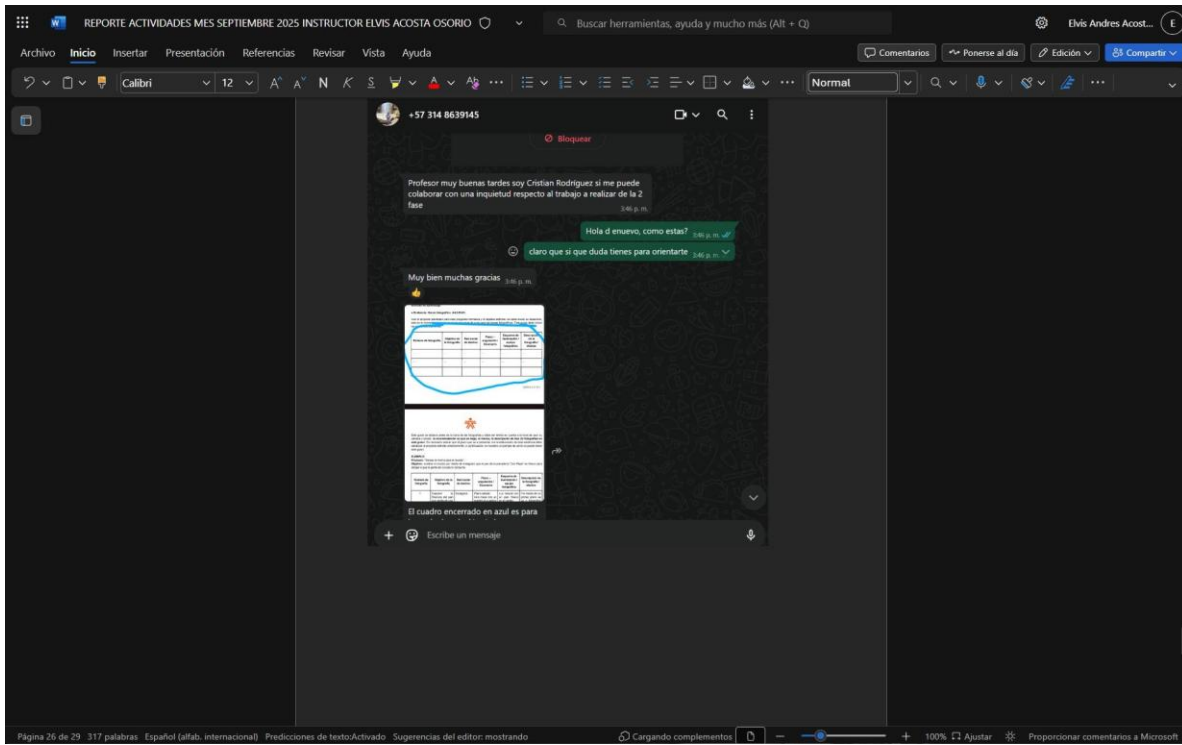 REPORTE ACTIVIDADES MES SEPTIEMBRE 2025 INSTRUCTOR ELVIS ACOSTA OSORIO
Buscar herramientas, ayuda y mucho más (Alt + Q)
Elvis Andres Acost... E
Archivo Inicio Insertar Presentación Referencias Revisar Vista Ayuda
Comentarios Ponerse al día Edición Compartir
Calibri 12 A A N K S A Ab Normal
+57 314 8639145
Bloquear
Profesor muy buenas tardes soy Cristian Rodríguez si me puede
colaborar con una inquietud respecto al trabajo a realizar de la 2
fase
3:46 p. m.
Hola d enuevo, como estas? 3:46 p. m.
claro que si que duda tienes para orientarte 3:46 p. m.
Muy bien muchas gracias 3:46 p. m.
El cuadro encerrado en azul es para
Escribe un mensaje
Página 26 de 29 317 palabras Español (alfab. internacional) Predicciones de texto:Activado Sugerencias del editor: mostrando Cargando complementos 100% Ajustar Proporcionar comentarios a Microsoft